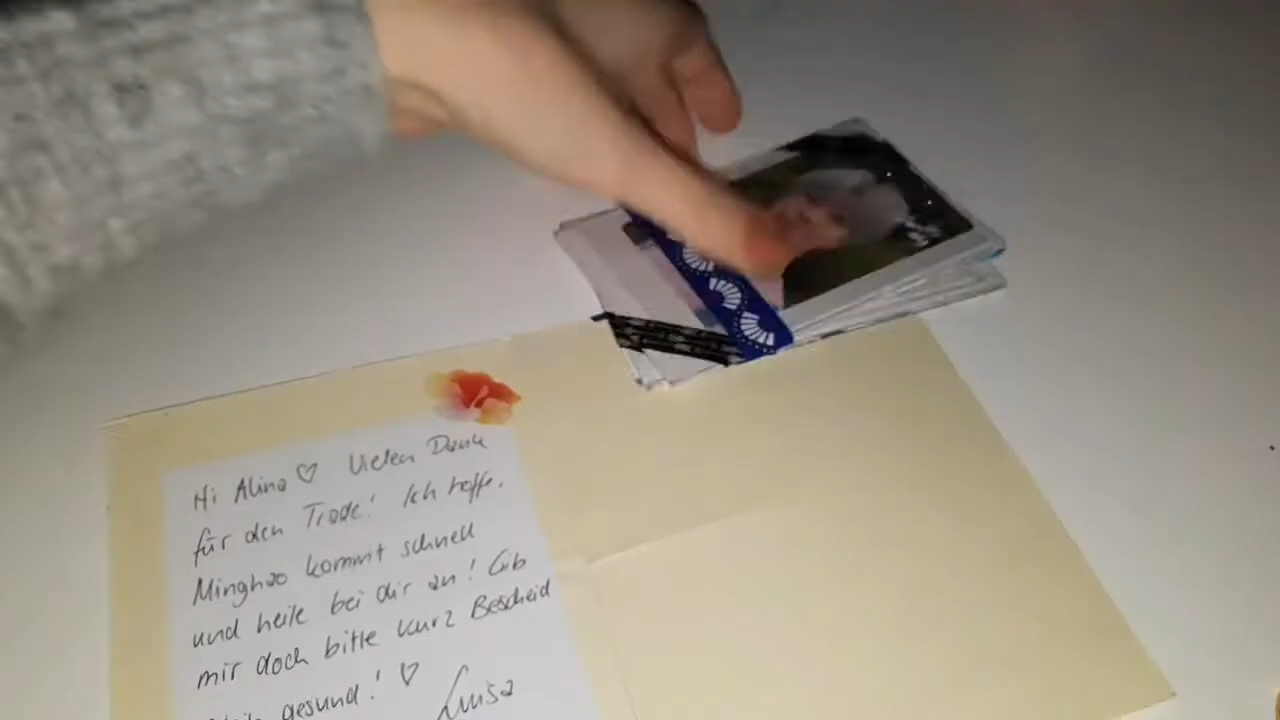 Hi Alina ♡ Vielen Dank
für den Trade! Ich hoffe,
Minghao kommt schnell
und heile bei dir an! Gib
mir doch bitte kurz Bescheid
gesund! ♡
Luisa